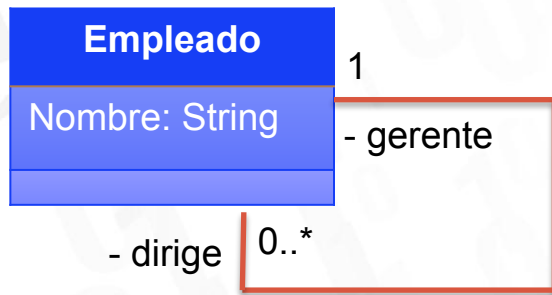 Empleado
1
Nombre: String
- gerente
- dirige
0..*